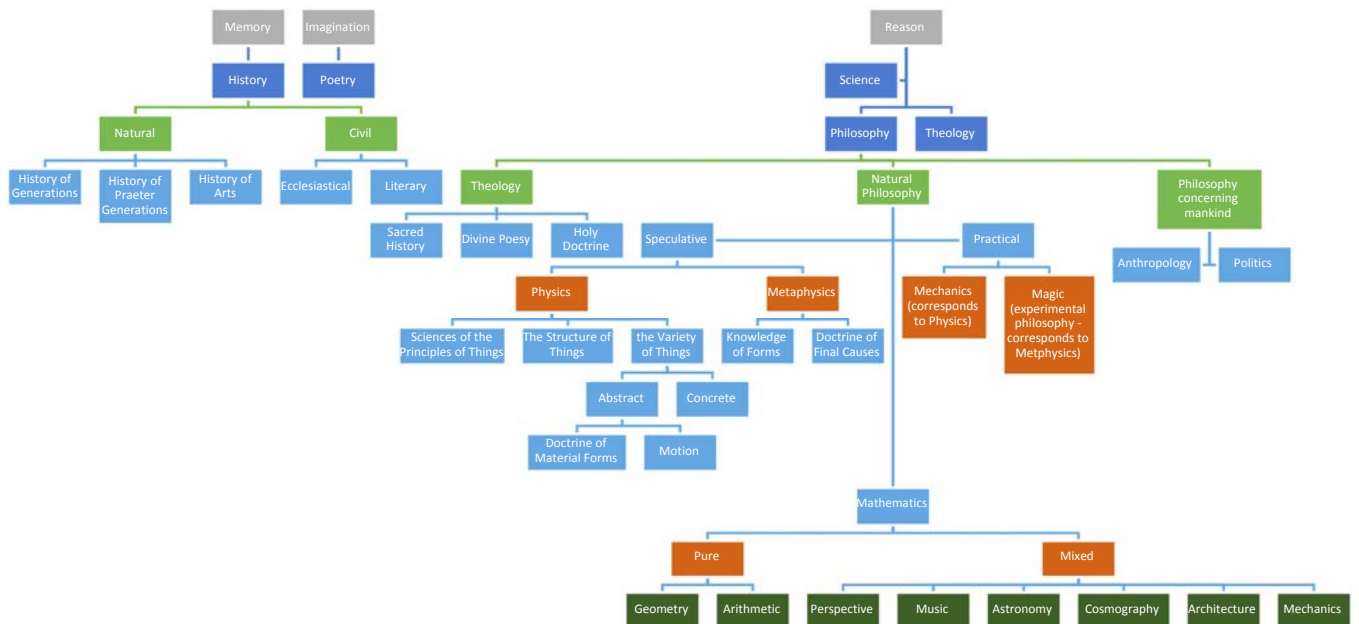 Memory
Imagination
Reason
History
Poetry
Science
Philosophy
Theology
Natural
Civil
History of
Generations
History of
Praeter
Generations
History of
Arts
Ecclesiastical
Literary
Theology
Natural
Philosophy
Philosophy
concerning
mankind
Sacred
History
Divine Poesy
Holy
Doctrine
Speculative
Practical
Anthropology
Politics
Physics
Metaphysics
Mechanics
(corresponds
to Physics)
Magic
(experimental
philosophy -
corresponds to
Metphysics)
Sciences of the
Principles of Things
The Structure of
Things
the Variety
of Things
Knowledge
of Forms
Doctrine of
Final Causes
Abstract
Concrete
Doctrine of
Material Forms
Motion
Mathematics
Pure
Mixed
Geometry
Arithmetic
Perspective
Music
Astronomy
Cosmography
Architecture
Mechanics